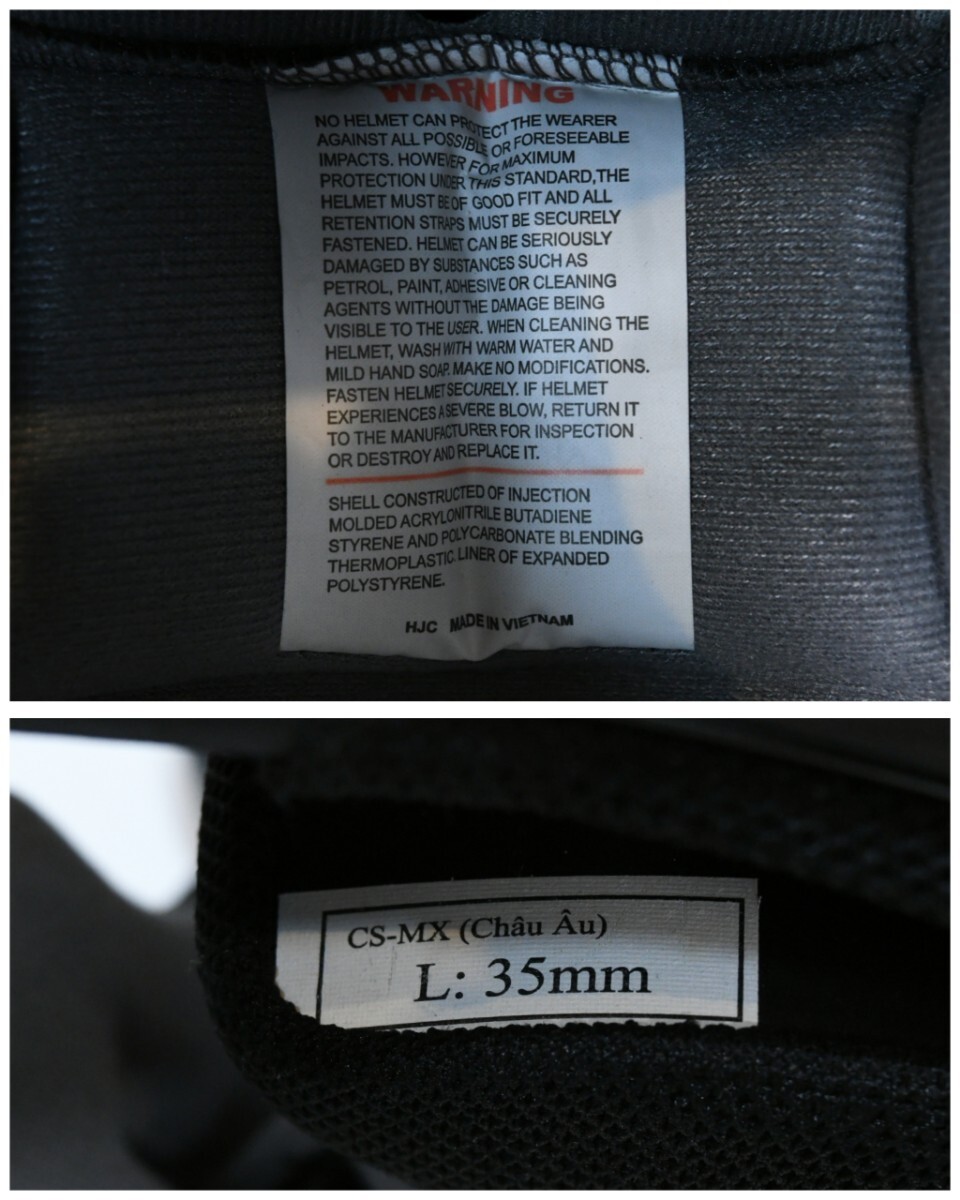 WARNING
NO HELMET CAN PROTECT THE WEARER
AGAINST ALL POSSIBLE OR FORESEEABLE
IMPACTS. HOWEVER FOR MAXIMUM
PROTECTION UNDER THIS STANDARD,THE
HELMET MUST BE OF GOOD FIT AND ALL
RETENTION STRAPS MUST BE SECURELY
FASTENED. HELMET CAN BE SERIOUSLY
DAMAGED BY SUBSTANCES SUCH AS
PETROL, PAINT, ADHESIVE OR CLEANING
AGENTS WITHOUT THE DAMAGE BEING
VISIBLE TO THE USER. WHEN CLEANING THE
HELMET, WASH WITH WARM WATER AND
MILD HAND SOAP. MAKE NO MODIFICATIONS.
FASTEN HELMET SECURELY. IF HELMET
EXPERIENCES A SEVERE BLOW, RETURN IT
TO THE MANUFACTURER FOR INSPECTION
OR DESTROY AND REPLACE IT.
SHELL CONSTRUCTED OF INJECTION
MOLDED ACRYLONITRILE BUTADIENE
STYRENE AND POLYCARBONATE BLENDING
THERMOPLASTIC. LINER OF EXPANDED
POLYSTYRENE.
HJC MADE IN VIETNAM
CS-MX (Châu Âu)
L: 35mm